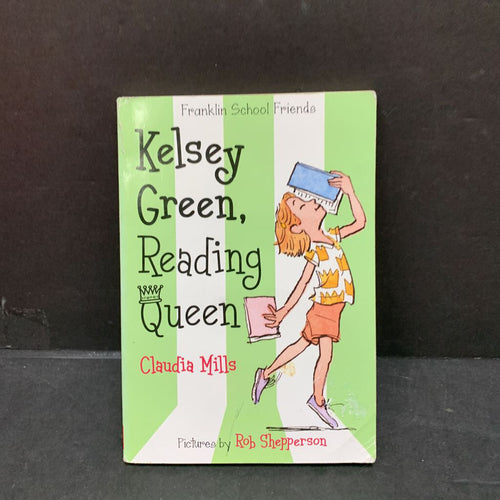 Franklin School Friends
Kelsey
Green,
Reading
Queen
Claudia Mills
Pictures by Rob Shepperson